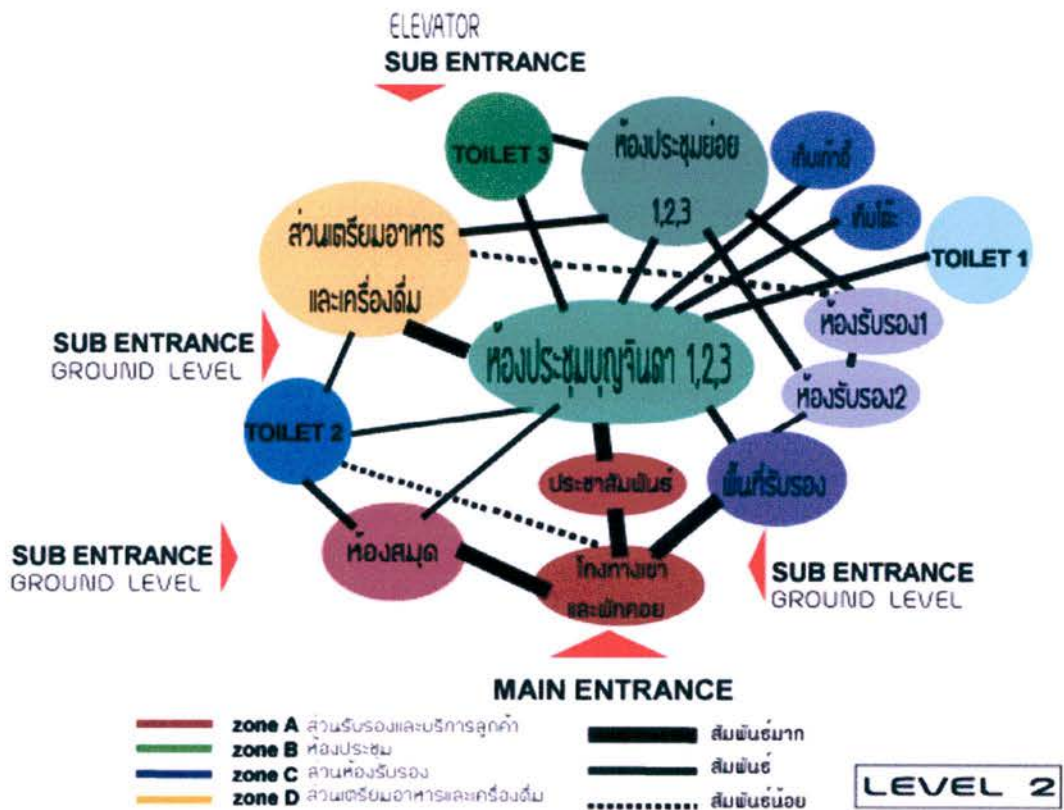 ELEVATOR
SUB ENTRANCE
TOILET 3
ห้องประชุมย่อย
1,2,3
เก็บเก้าอี้
เก็บโต๊ะ
TOILET 1
ส่วนเตรียมอาหาร
และเครื่องดื่ม
ห้องรับรอง1
SUB ENTRANCE
GROUND LEVEL
ห้องประชุมบุญจินดา 1,2,3
ห้องรับรอง2
TOILET 2
ประชาสัมพันธ์
พื้นที่รับรอง
SUB ENTRANCE
GROUND LEVEL
ห้องสมุด
โถงทางเข้า
และพักคอย
SUB ENTRANCE
GROUND LEVEL
MAIN ENTRANCE
zone A ส่วนรับรองและบริการลูกค้า
zone B ห้องประชุม
zone C ส่วนห้องรับรอง
zone D ส่วนเตรียมอาหารและเครื่องดื่ม
สัมพันธ์มาก
สัมพันธ์
สัมพันธ์น้อย
LEVEL 2